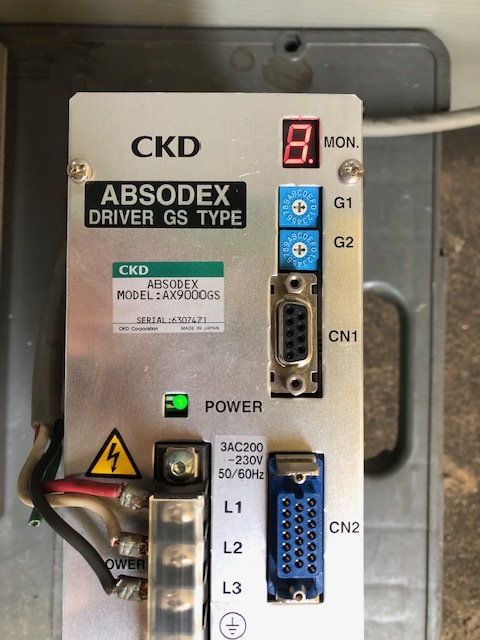 CKD
8.
MON.
ABSODEX
DRIVER GS TYPE
G1
G2
CKD
ABSODEX
MODEL:AX9000GS
SERIAL:6307471
CKD Corporation MADE IN JAPAN
CN1
POWER
3AC200
-230V
50/60Hz
L1
L2
L3
CN2
OWER